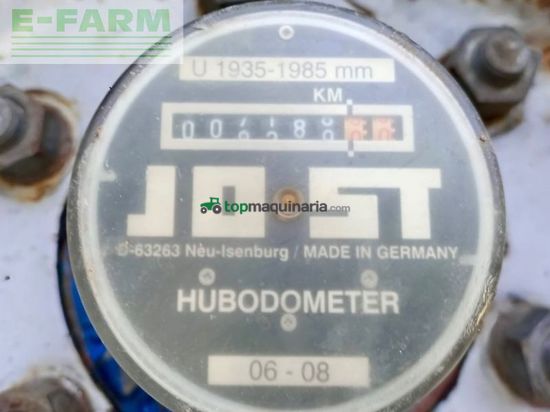 E-FARM
U 1935-1985 mm
KM
JOST
topmaquinaria.com
D-63263 Neu-Isenburg / MADE IN GERMANY
HUBODOMETER
06 - 08